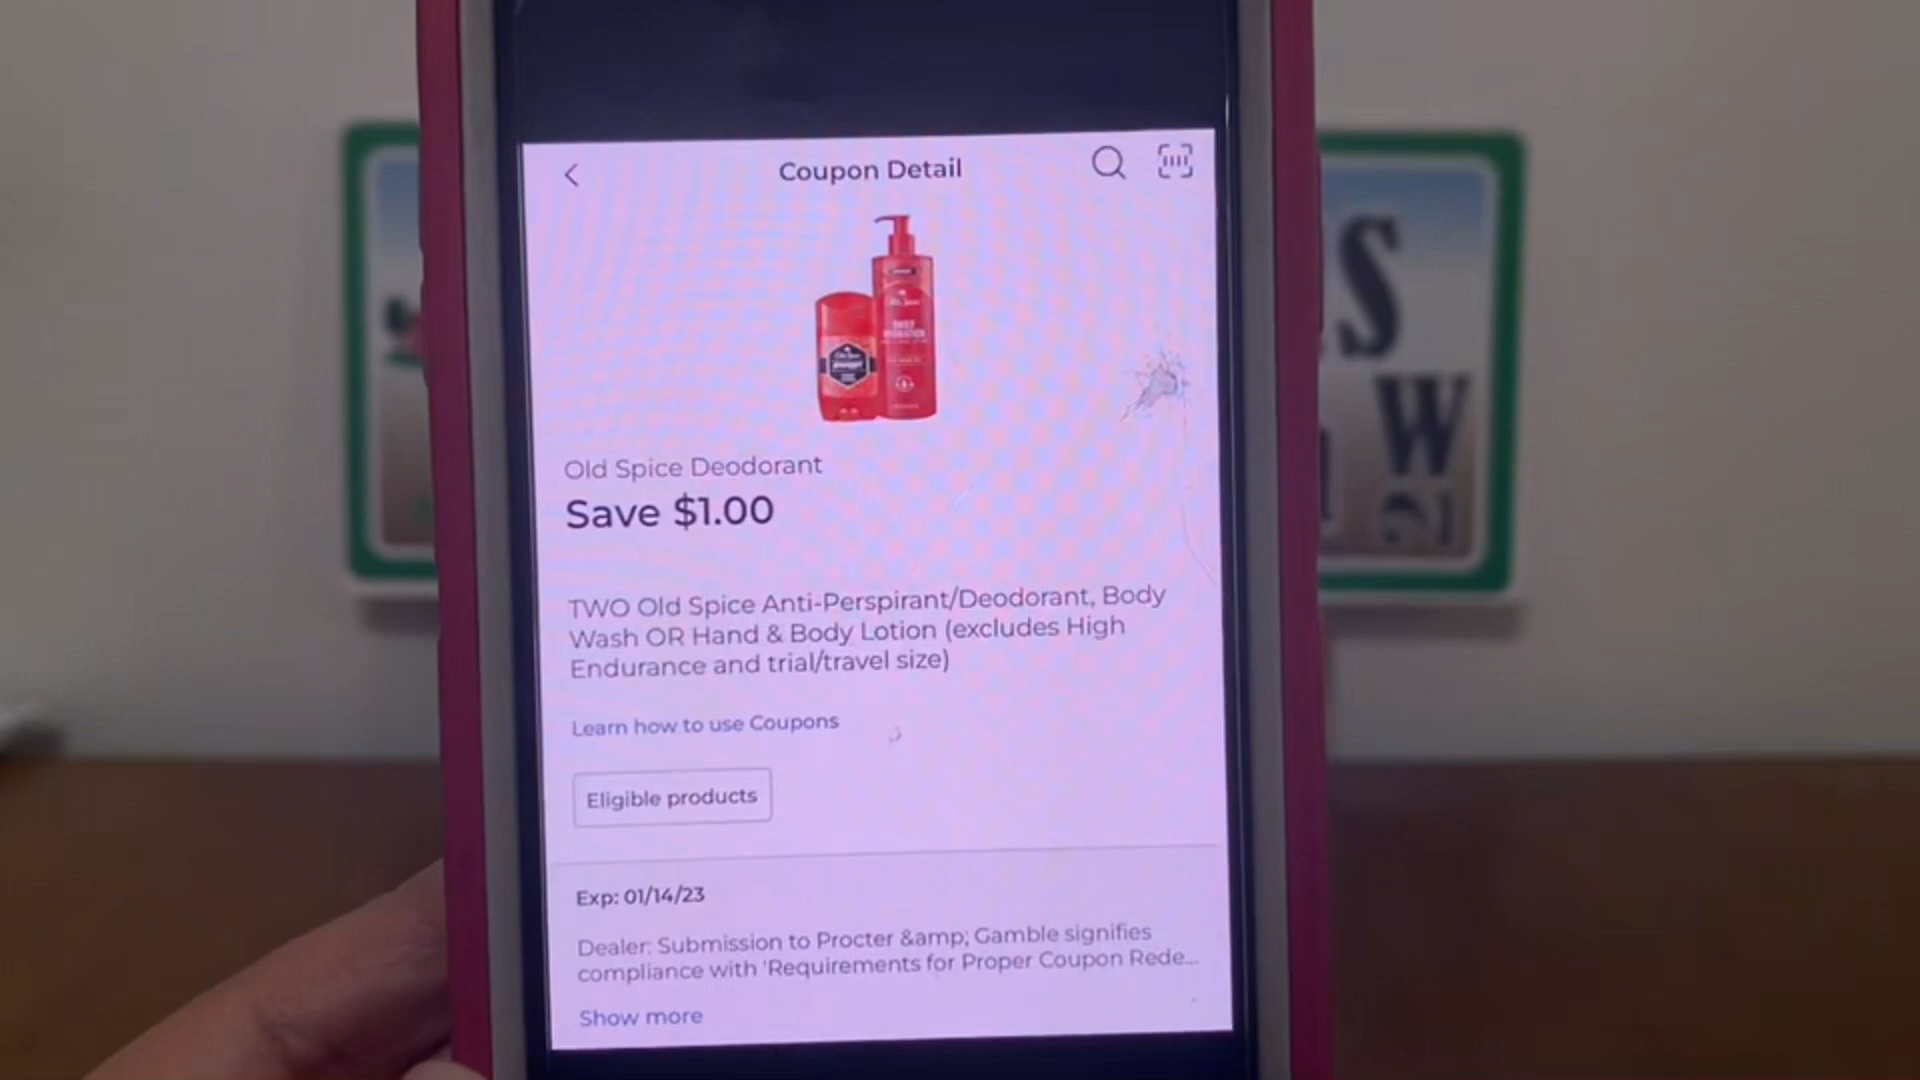 Coupon Detail
Old Spice Deodorant
Save $1.00
TWO Old Spice Anti-Perspirant/Deodorant, Body
Wash OR Hand & Body Lotion (excludes High
Endurance and trial/travel size)
Learn how to use Coupons
Eligible products
Exp: 01/14/23
Dealer: Submission to Procter &amp; Gamble signifies
compliance with 'Requirements for Proper Coupon Rede...
Show more
S
W